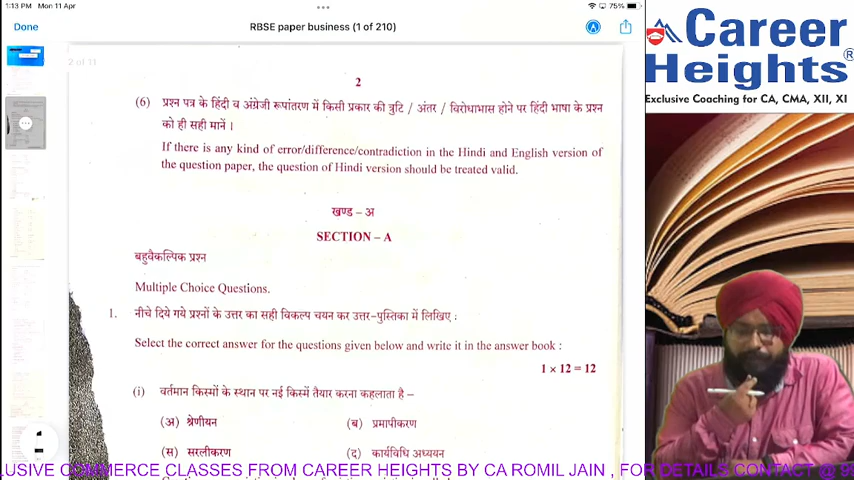 1:13 PM Mon 11 Apr
75%
Done
RBSE paper business (1 of 210)
2 of 11
2
(6) प्रश्न पत्र के हिंदी व अंग्रेजी रूपांतरण में किसी प्रकार की त्रुटि / अंतर / विरोधाभास होने पर हिंदी भाषा के प्रश्न
को ही सही मानें।
If there is any kind of error/difference/contradiction in the Hindi and English version of
the question paper, the question of Hindi version should be treated valid.
खण्ड – अ
SECTION – A
बहुवैकल्पिक प्रश्न
Multiple Choice Questions.
1. नीचे दिये गये प्रश्नों के उत्तर का सही विकल्प चयन कर उत्तर-पुस्तिका में लिखिए :
Select the correct answer for the questions given below and write it in the answer book :
1 × 12 = 12
(i) वर्तमान किस्मों के स्थान पर नई किस्में तैयार करना कहलाता है –
(अ) श्रेणीयन (ब) प्रमापीकरण
(स) सरलीकरण (द) कार्यविधि अध्ययन
Career
Heights
Exclusive Coaching for CA, CMA, XII, XI
LUSIVE COMMERCE CLASSES FROM CAREER HEIGHTS BY CA ROMIL JAIN , FOR DETAILS CONTACT @ 9